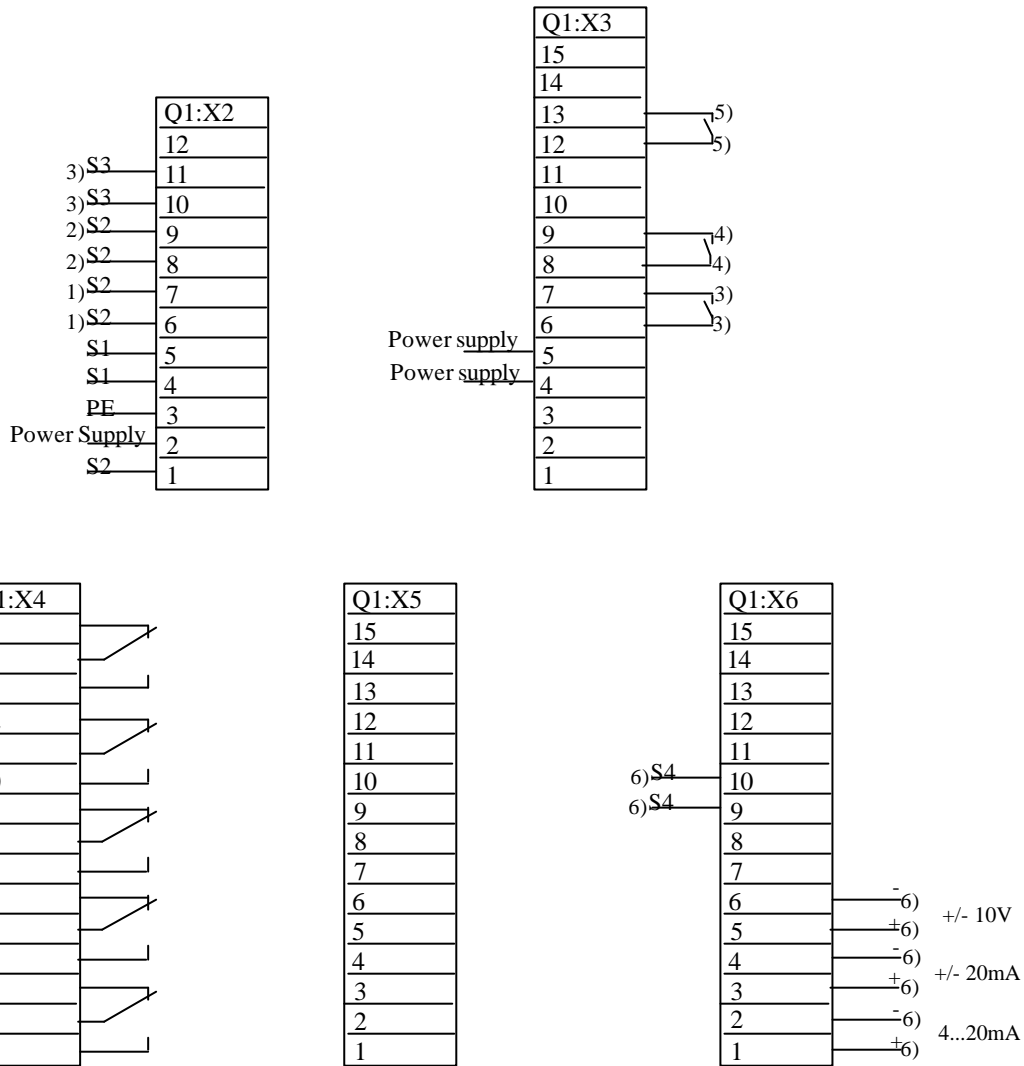 Q1:X2
12
3) S3 11
3) S3 10
2) S2 9
2) S2 8
1) S2 7
1) S2 6
S1 5
S1 4
PE 3
Power Supply 2
S2 1
Q1:X3
15
14
13 5)
12 5)
11
10
9 4)
8 4)
7 3)
6 3)
Power supply 5
Power supply 4
3
2
1
1:X4
Q1:X5
15
14
13
12
11
10
9
8
7
6
5
4
3
2
1
Q1:X6
15
14
13
12
11
6) S4 10
6) S4 9
8
7
6 - 6)
+/- 10V
5 + 6)
4 - 6)
+/- 20mA
3 + 6)
2 - 6)
4...20mA
1 + 6)